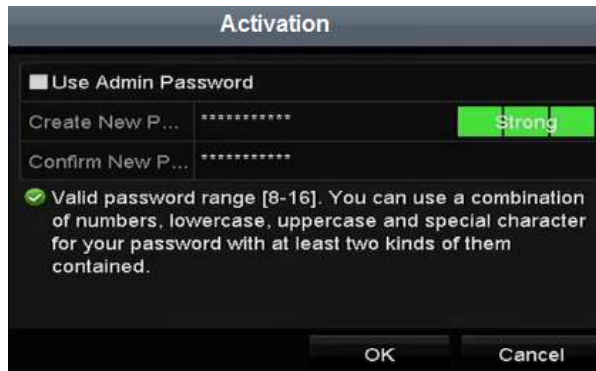 Activation
Use Admin Password
Create New P... *********** Strong
Confirm New P... ***********
Valid password range [8-16]. You can use a combination
of numbers, lowercase, uppercase and special character
for your password with at least two kinds of them
contained.
OK Cancel